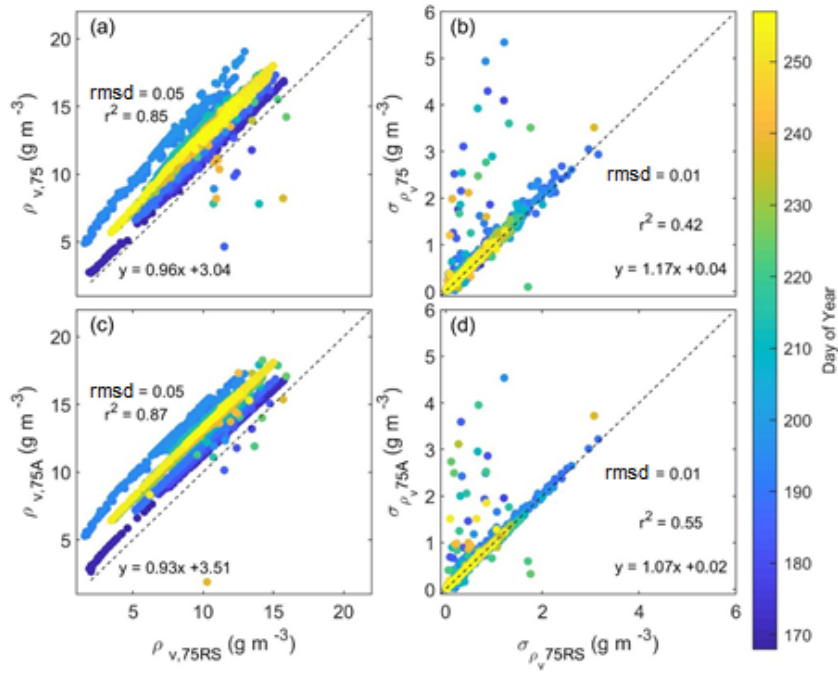 (a)
rmsd = 0.05
r² = 0.85
y = 0.96x +3.04
20
15
10
5
ρ v,75 (g m ⁻³)
(b)
rmsd = 0.01
r² = 0.42
y = 1.17x +0.04
6
5
4
3
2
1
0
σ ρv 75 (g m⁻³)
(c)
rmsd = 0.05
r² = 0.87
y = 0.93x +3.51
20
15
10
5
ρ v,75A (g m⁻³)
5 10 15 20
ρ v,75RS (g m⁻³)
(d)
rmsd = 0.01
r² = 0.55
y = 1.07x +0.02
6
5
4
3
2
1
0
σ ρv 75A (g m⁻³)
0 2 4 6
σ ρv 75RS (g m⁻³)
250
240
230
220
210
200
190
180
170
Day of Year